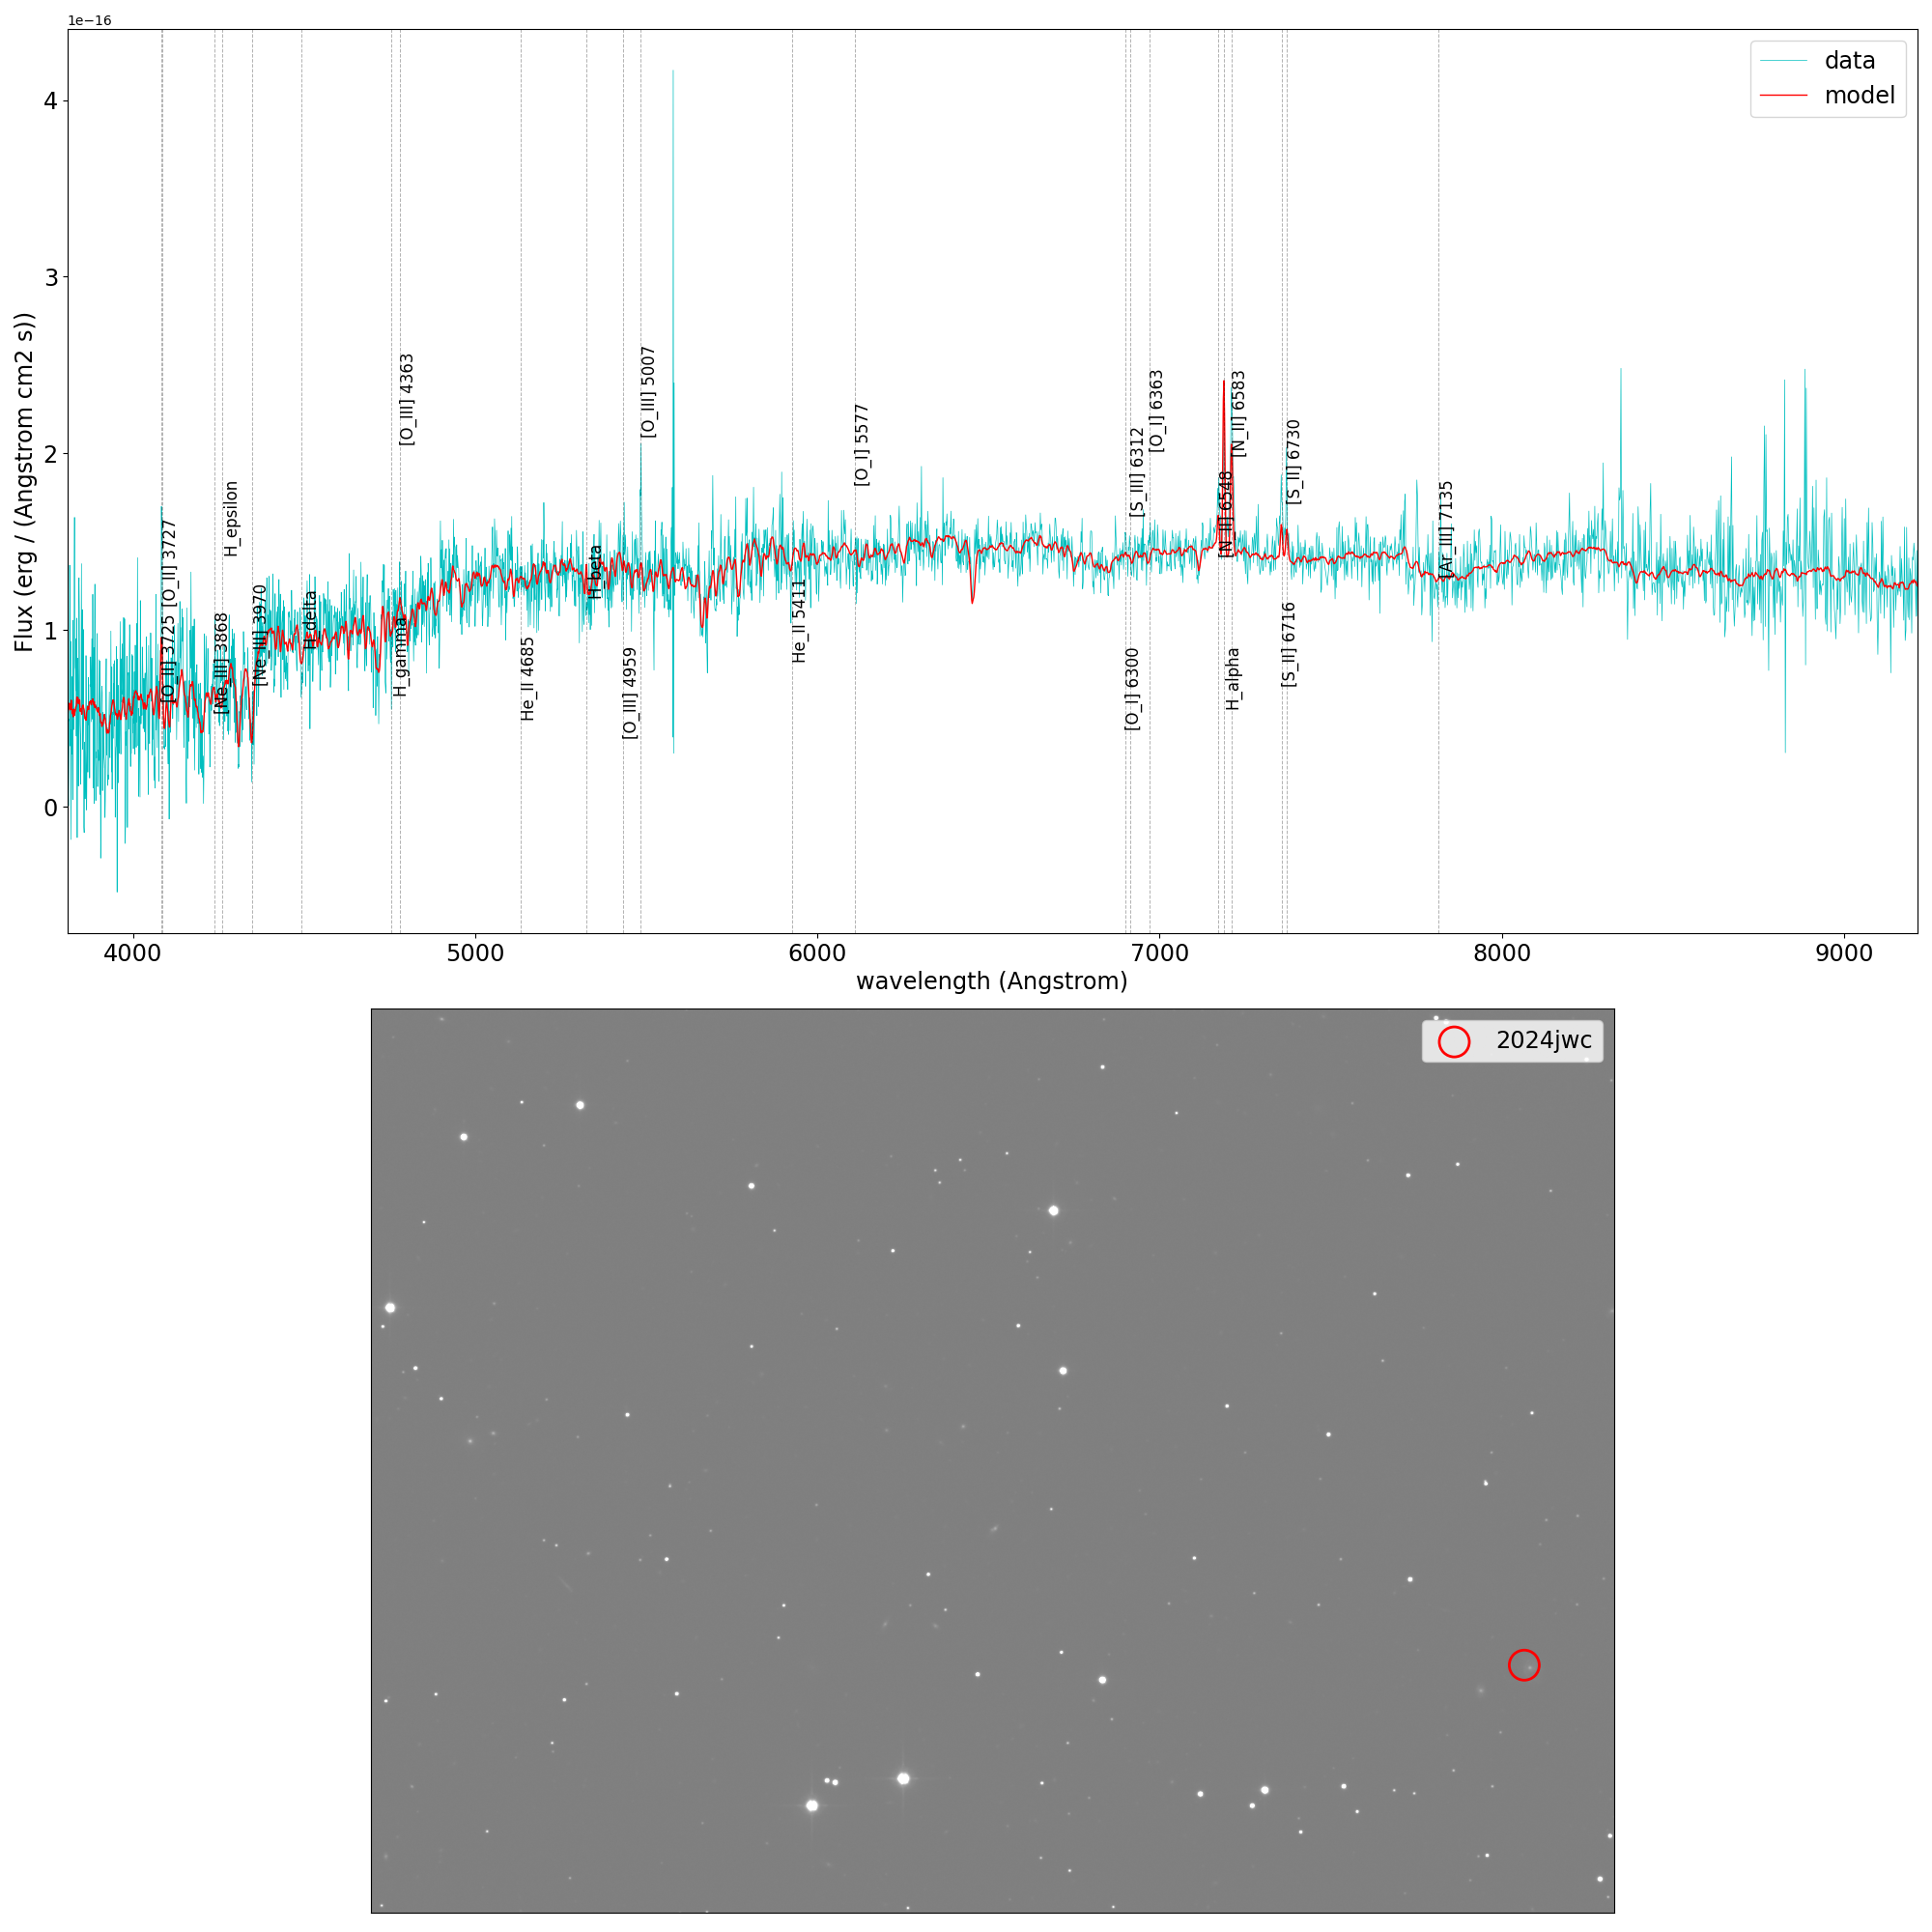 1e−16
data
model
4
3
2
1
0
Flux (erg / (Angstrom cm2 s))
[O_II] 3725
[O_II] 3727
[Ne_III] 3868
H_epsilon
[Ne_III] 3970
H_delta
H_gamma
[O_III] 4363
He_II 4685
H_beta
[O_III] 4959
[O_III] 5007
He_II 5411
[O_I] 5577
[O_I] 6300
[S_III] 6312
[O_I] 6363
[N_II] 6548
H_alpha
[N_II] 6583
[S_II] 6716
[S_II] 6730
[Ar_III] 7135
4000 5000 6000 7000 8000 9000
wavelength (Angstrom)
2024jwc